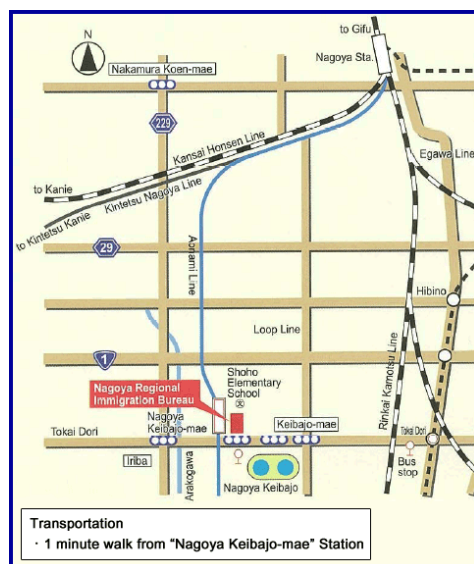 to Gifu
N
Nagoya Sta.
Nakamura Koen-mae
229
Egawa Line
Kansai Honsen Line
to Kanie
Kintetsu Nagoya Line
to Kintetsu Kanie
29
Aonami Line
Hibino
Loop Line
Rinkai Kamotsu Line
1
Shoho
Elementary
School
Nagoya Regional
Immigration Bureau
Nagoya
Keibajo-mae
Keibajo-mae
Tokai Dori
Tokai Dori
Iriba
Arakogawa
Nagoya Keibajo
Bus
stop
Transportation
・1 minute walk from "Nagoya Keibajo-mae" Station